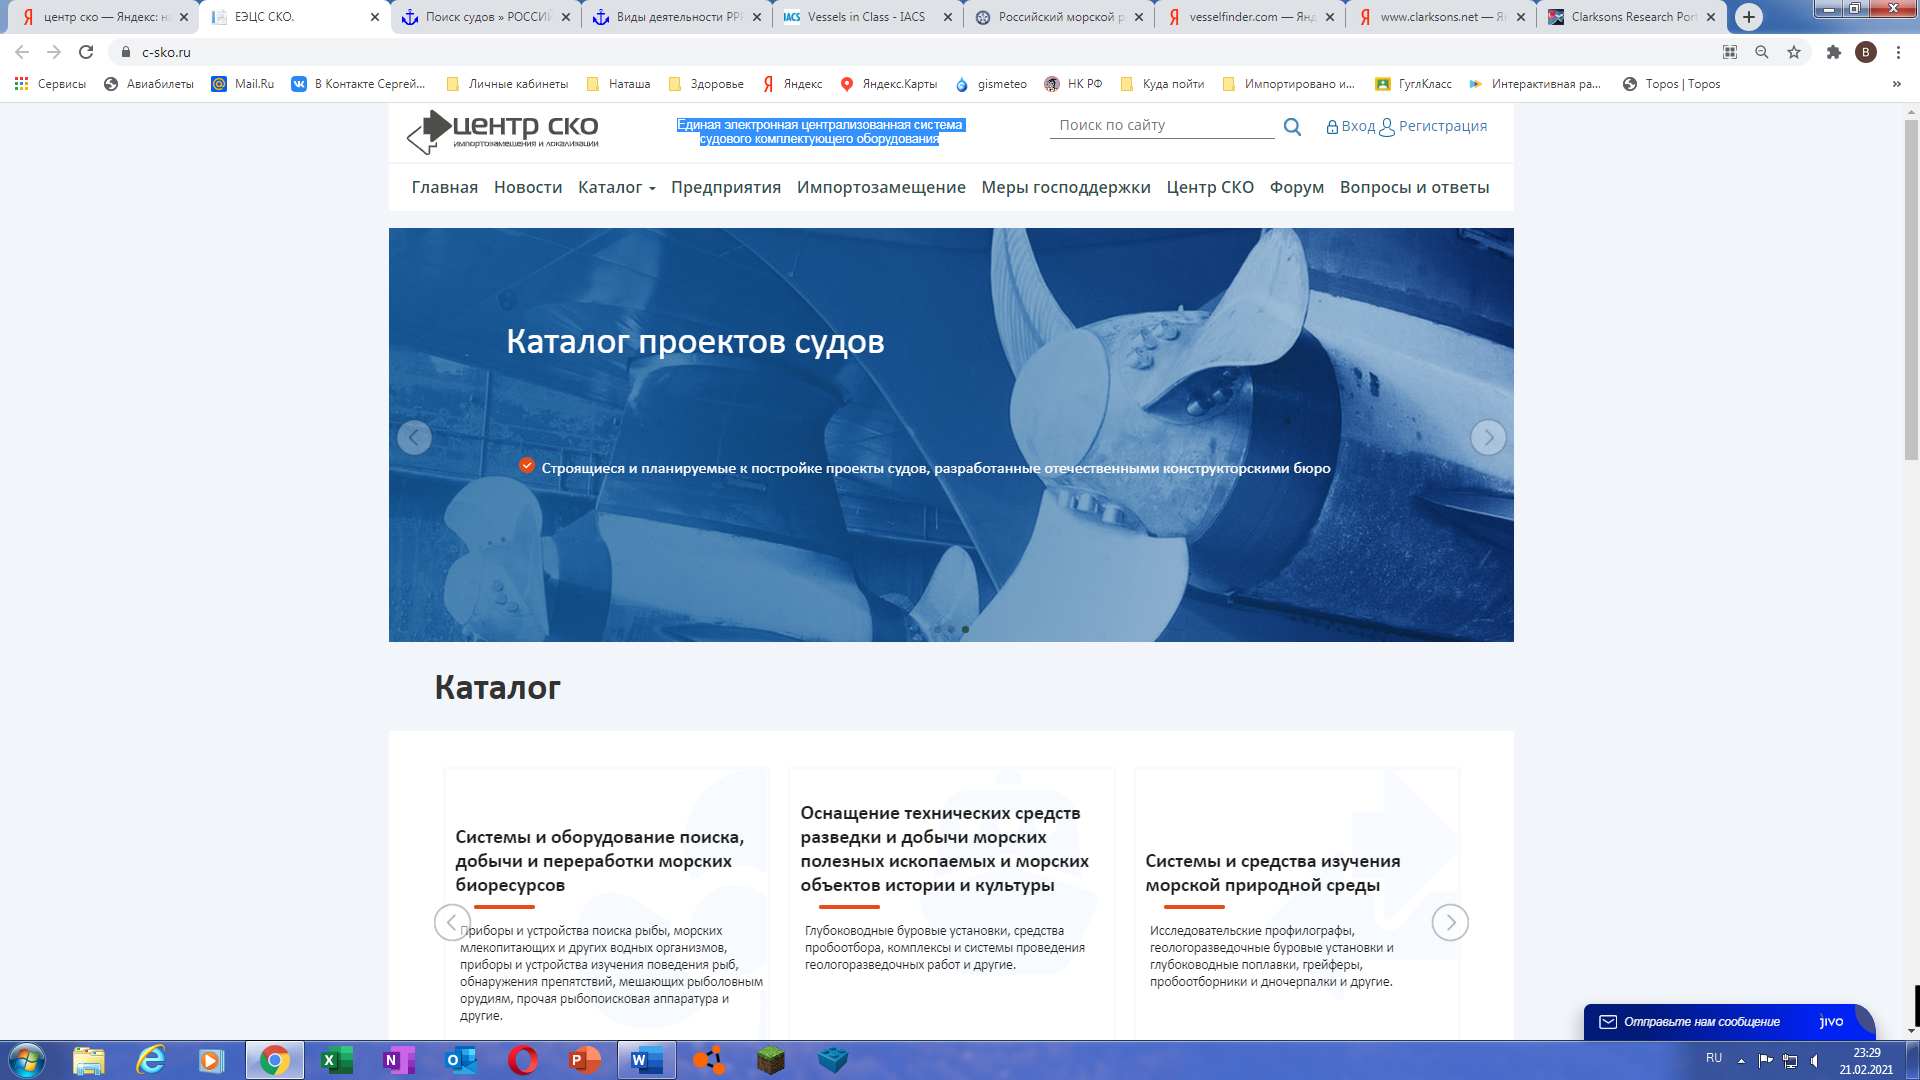 центр ско — Яндекс: на
ЕЭЦС СКО.
Поиск судов » РОССИЙ
Виды деятельности РРР
Vessels in Class - IACS
Российский морской р
vesselfinder.com — Янд
www.clarksons.net — Ян
Clarksons Research Port
c-sko.ru
B
Сервисы
Авиабилеты
Mail.Ru
В Контакте Сергей...
Личные кабинеты
Наташа
Здоровье
Яндекс
Яндекс.Карты
gismeteo
НК РФ
Куда пойти
Импортировано и...
ГуглКласс
Интерактивная ра...
Topos | Topos
»
центр ско
импортозамещения и локализации
Единая электронная централизованная система
судового комплектующего оборудования
Поиск по сайту
Вход
Регистрация
Главная
Новости
Каталог
Предприятия
Импортозамещение
Меры господдержки
Центр СКО
Форум
Вопросы и ответы
Каталог проектов судов
Строящиеся и планируемые к постройке проекты судов, разработанные отечественными конструкторскими бюро
Каталог
Системы и оборудование поиска,
добычи и переработки морских
биоресурсов
Приборы и устройства поиска рыбы, морских
млекопитающих и других водных организмов,
приборы и устройства изучения поведения рыб,
обнаружения препятствий, мешающих рыболовным
орудиям, прочая рыбопоисковая аппаратура и
другие.
Оснащение технических средств
разведки и добычи морских
полезных ископаемых и морских
объектов истории и культуры
Глубоководные буровые установки, средства
пробоотбора, комплексы и системы проведения
геологоразведочных работ и другие.
Системы и средства изучения
морской природной среды
Исследовательские профилографы,
геологоразведочные буровые установки и
глубоководные поплавки, грейферы,
пробоотборники и дночерпалки и другие.
Отправьте нам сообщение
jivo
RU
23:29
21.02.2021